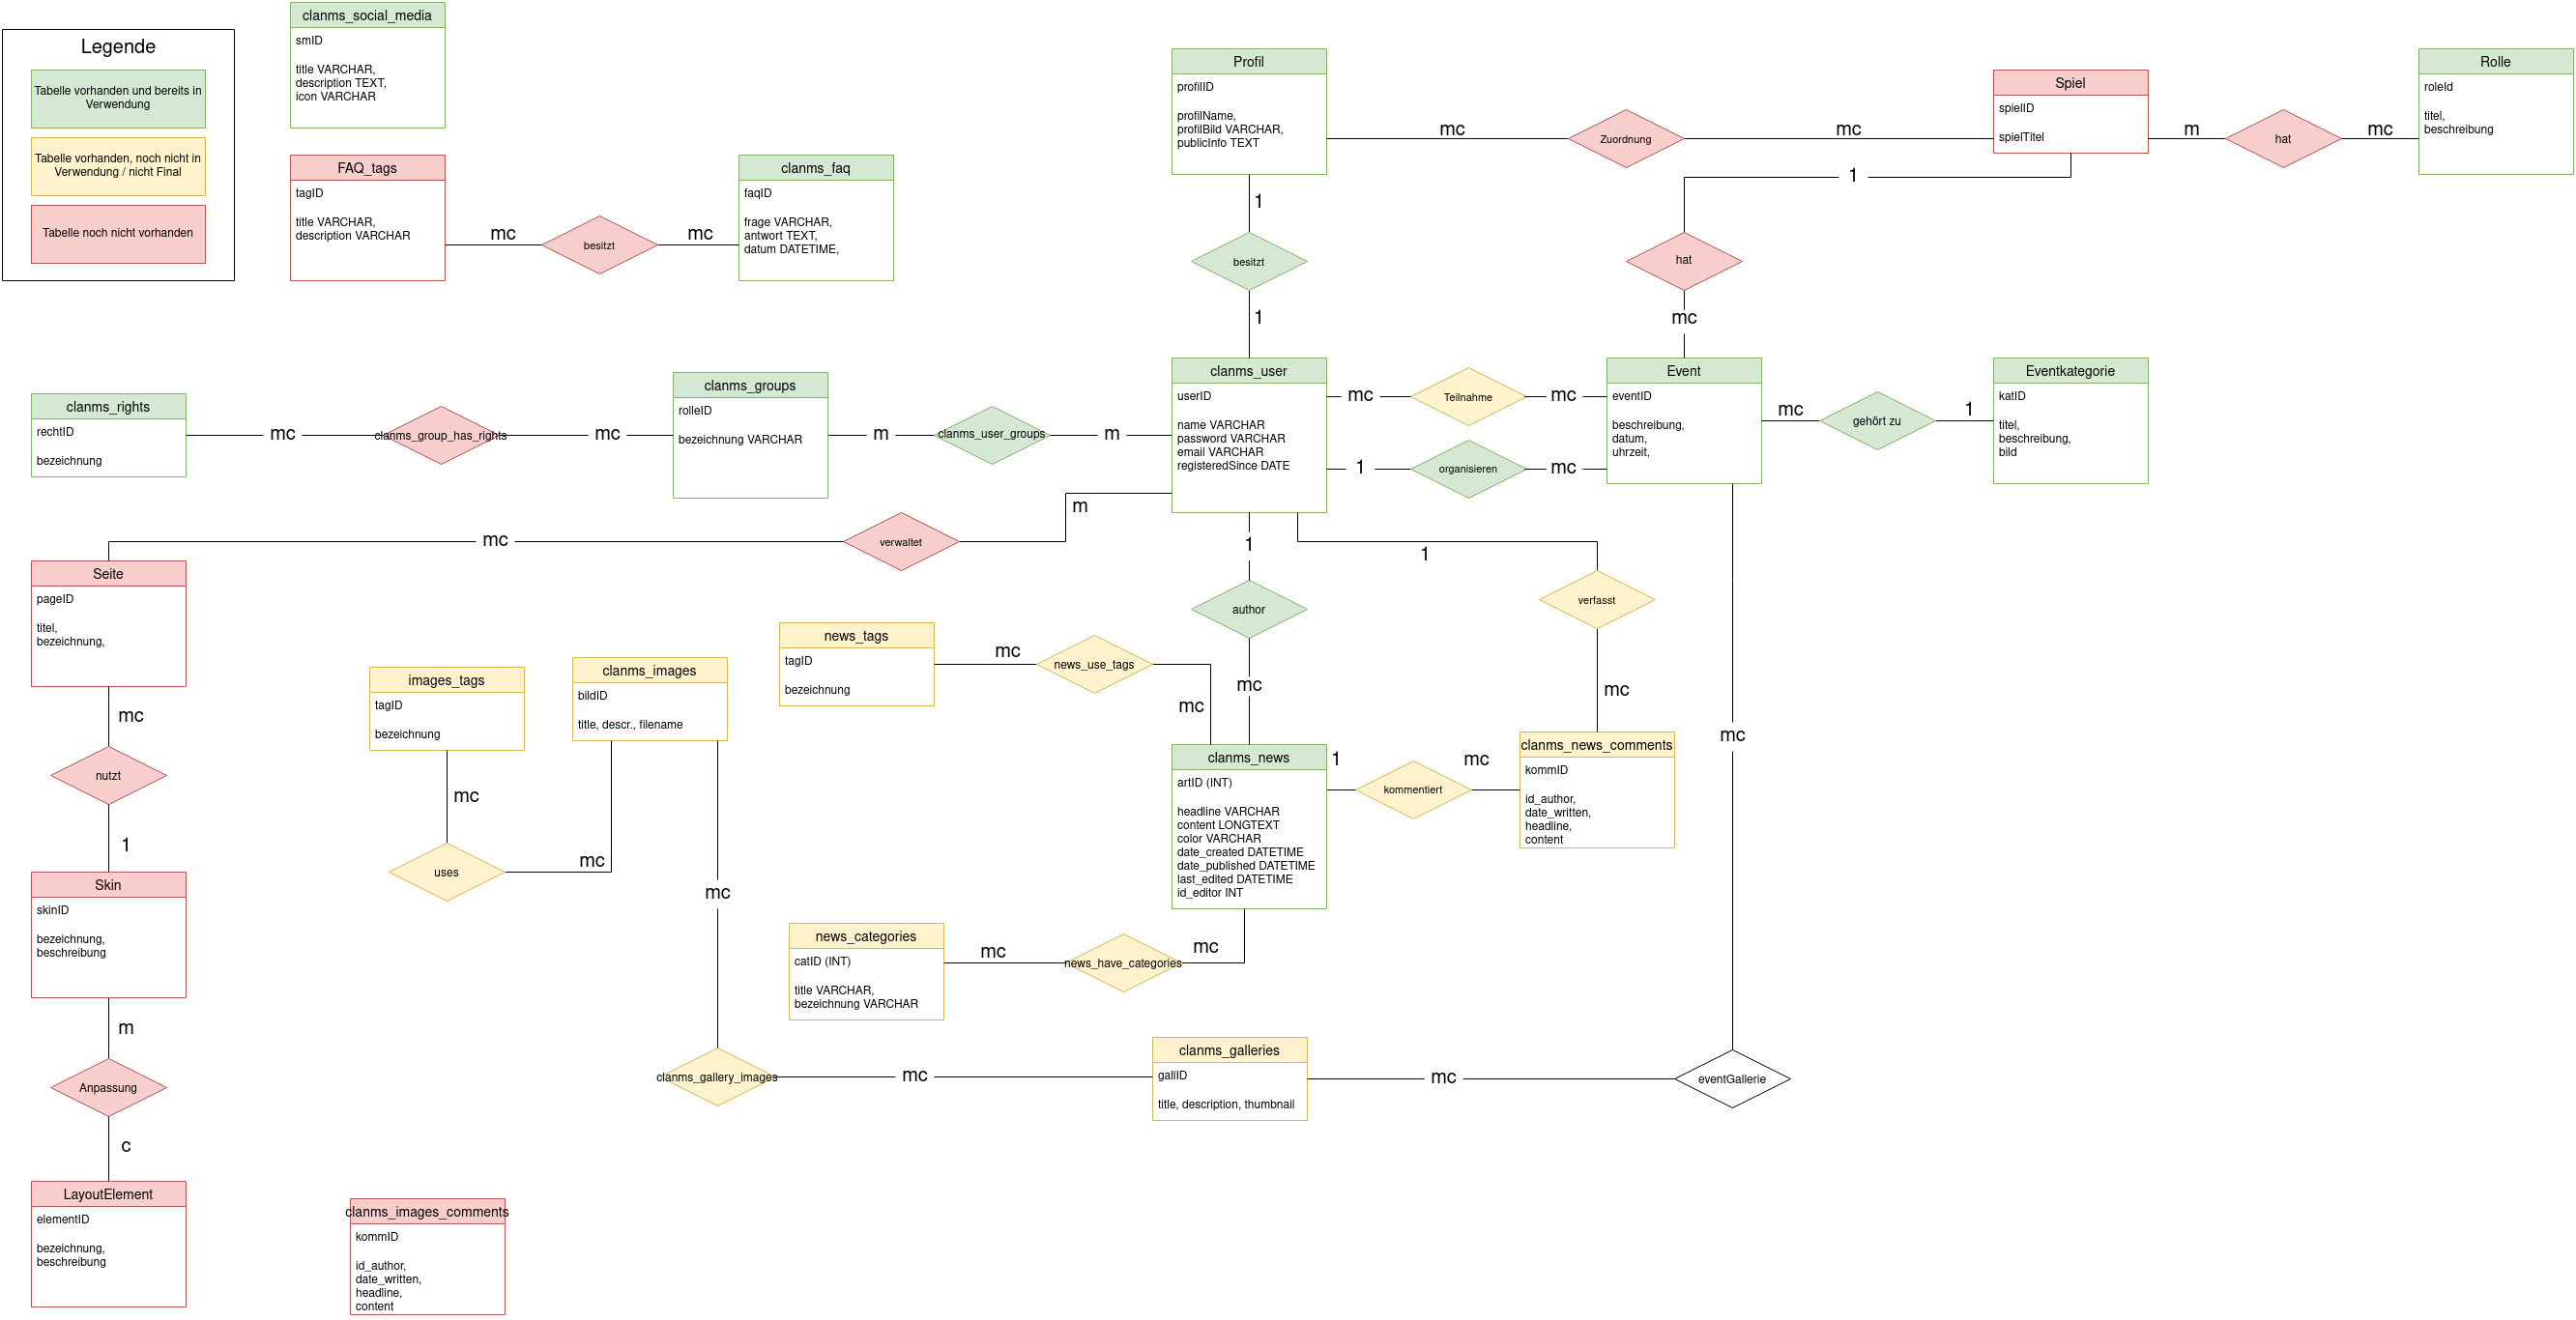 Legende
Tabelle vorhanden und bereits in
Verwendung
Tabelle vorhanden, noch nicht in
Verwendung / nicht Final
Tabelle noch nicht vorhanden
clanms_social_media
smID
title VARCHAR,
description TEXT,
icon VARCHAR
FAQ_tags
tagID
title VARCHAR,
description VARCHAR
mc
besitzt
mc
clanms_faq
faqID
frage VARCHAR,
antwort TEXT,
datum DATETIME,
Profil
profilID
profilName,
profilBild VARCHAR,
publicInfo TEXT
mc
Zuordnung
mc
Spiel
spielID
spielTitel
m
hat
mc
Rolle
roleId
titel,
beschreibung
1
besitzt
1
1
hat
mc
clanms_rights
rechtID
bezeichnung
mc
clanms_group_has_rights
mc
clanms_groups
rolleID
bezeichnung VARCHAR
m
clanms_user_groups
m
clanms_user
userID
name VARCHAR
password VARCHAR
email VARCHAR
registeredSince DATE
mc
Teilnahme
mc
1
organisieren
mc
Event
eventID
beschreibung,
datum,
uhrzeit,
mc
gehört zu
1
Eventkategorie
katID
titel,
beschreibung,
bild
m
verwaltet
mc
1
author
mc
1
verfasst
mc
Seite
pageID
titel,
bezeichnung,
mc
nutzt
1
Skin
skinID
bezeichnung,
beschreibung
m
Anpassung
c
LayoutElement
elementID
bezeichnung,
beschreibung
images_tags
tagID
bezeichnung
mc
uses
mc
clanms_images
bildID
title, descr., filename
mc
clanms_gallery_images
mc
news_tags
tagID
bezeichnung
mc
news_use_tags
mc
clanms_news
artID (INT)
headline VARCHAR
content LONGTEXT
color VARCHAR
date_created DATETIME
date_published DATETIME
last_edited DATETIME
id_editor INT
1
kommentiert
mc
clanms_news_comments
kommID
id_author,
date_written,
headline,
content
news_categories
catID (INT)
title VARCHAR,
bezeichnung VARCHAR
mc
news_have_categories
mc
clanms_galleries
gallID
title, description, thumbnail
mc
eventGallerie
mc
clanms_images_comments
kommID
id_author,
date_written,
headline,
content